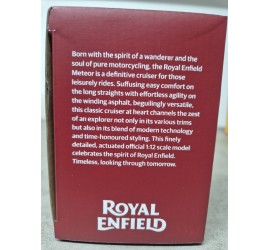 Born with the spirit of a wanderer and the
soul of pure motorcycling, the Royal Enfield
Meteor is a definitive cruiser for those
leisurely rides. Suffusing easy comfort on
the long straights with effortless agility on
the winding asphalt, beguilingly versatile,
this classic cruiser at heart channels the zest
of an explorer not only in its various trims
but also in its blend of modern technology
and time-honoured styling. This finely
detailed, actuated official 1:12 scale model
celebrates the spirit of Royal Enfield.
Timeless, looking through tomorrow.
ROYAL
ENFIELD